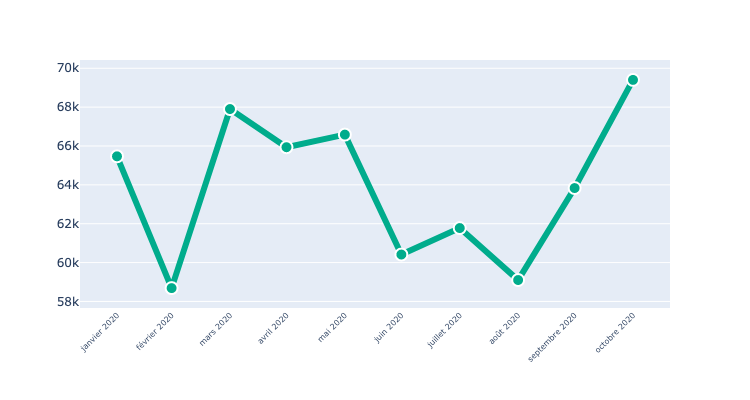 70k
68k
66k
64k
62k
60k
58k
janvier 2020
février 2020
mars 2020
avril 2020
mai 2020
juin 2020
juillet 2020
août 2020
septembre 2020
octobre 2020